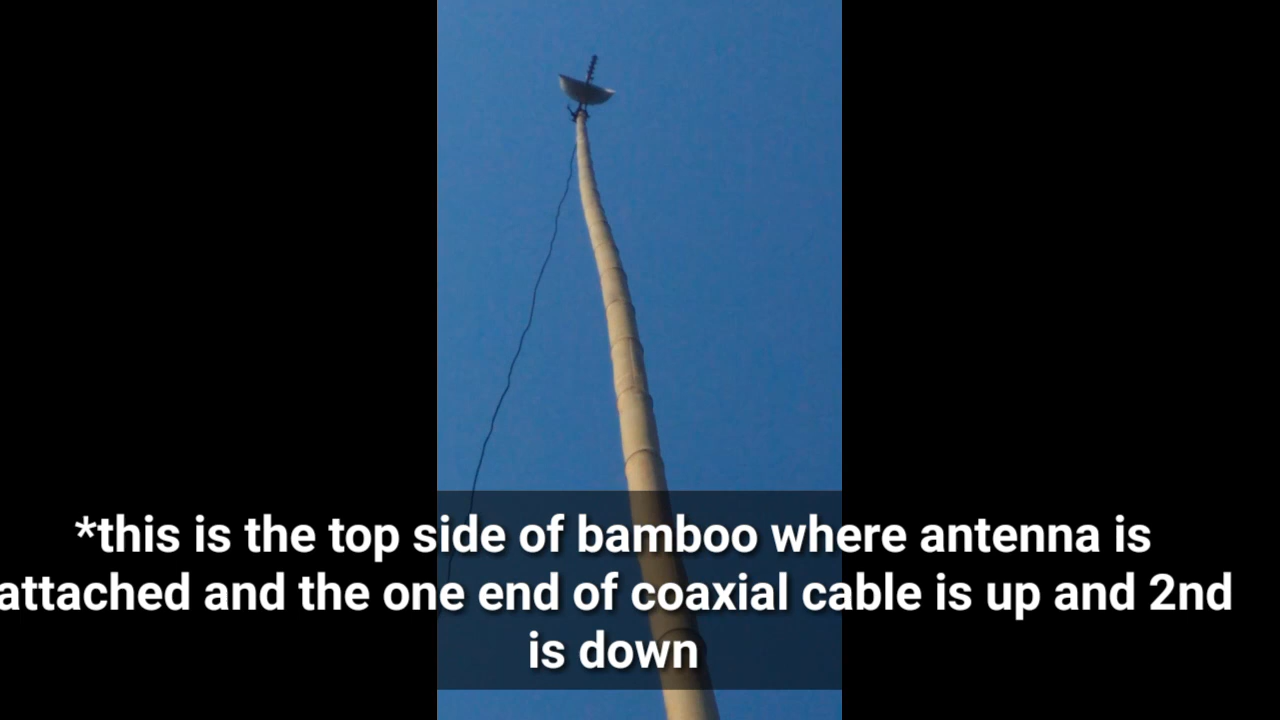 *this is the top side of bamboo where antenna is
attached and the one end of coaxial cable is up and 2nd
is down